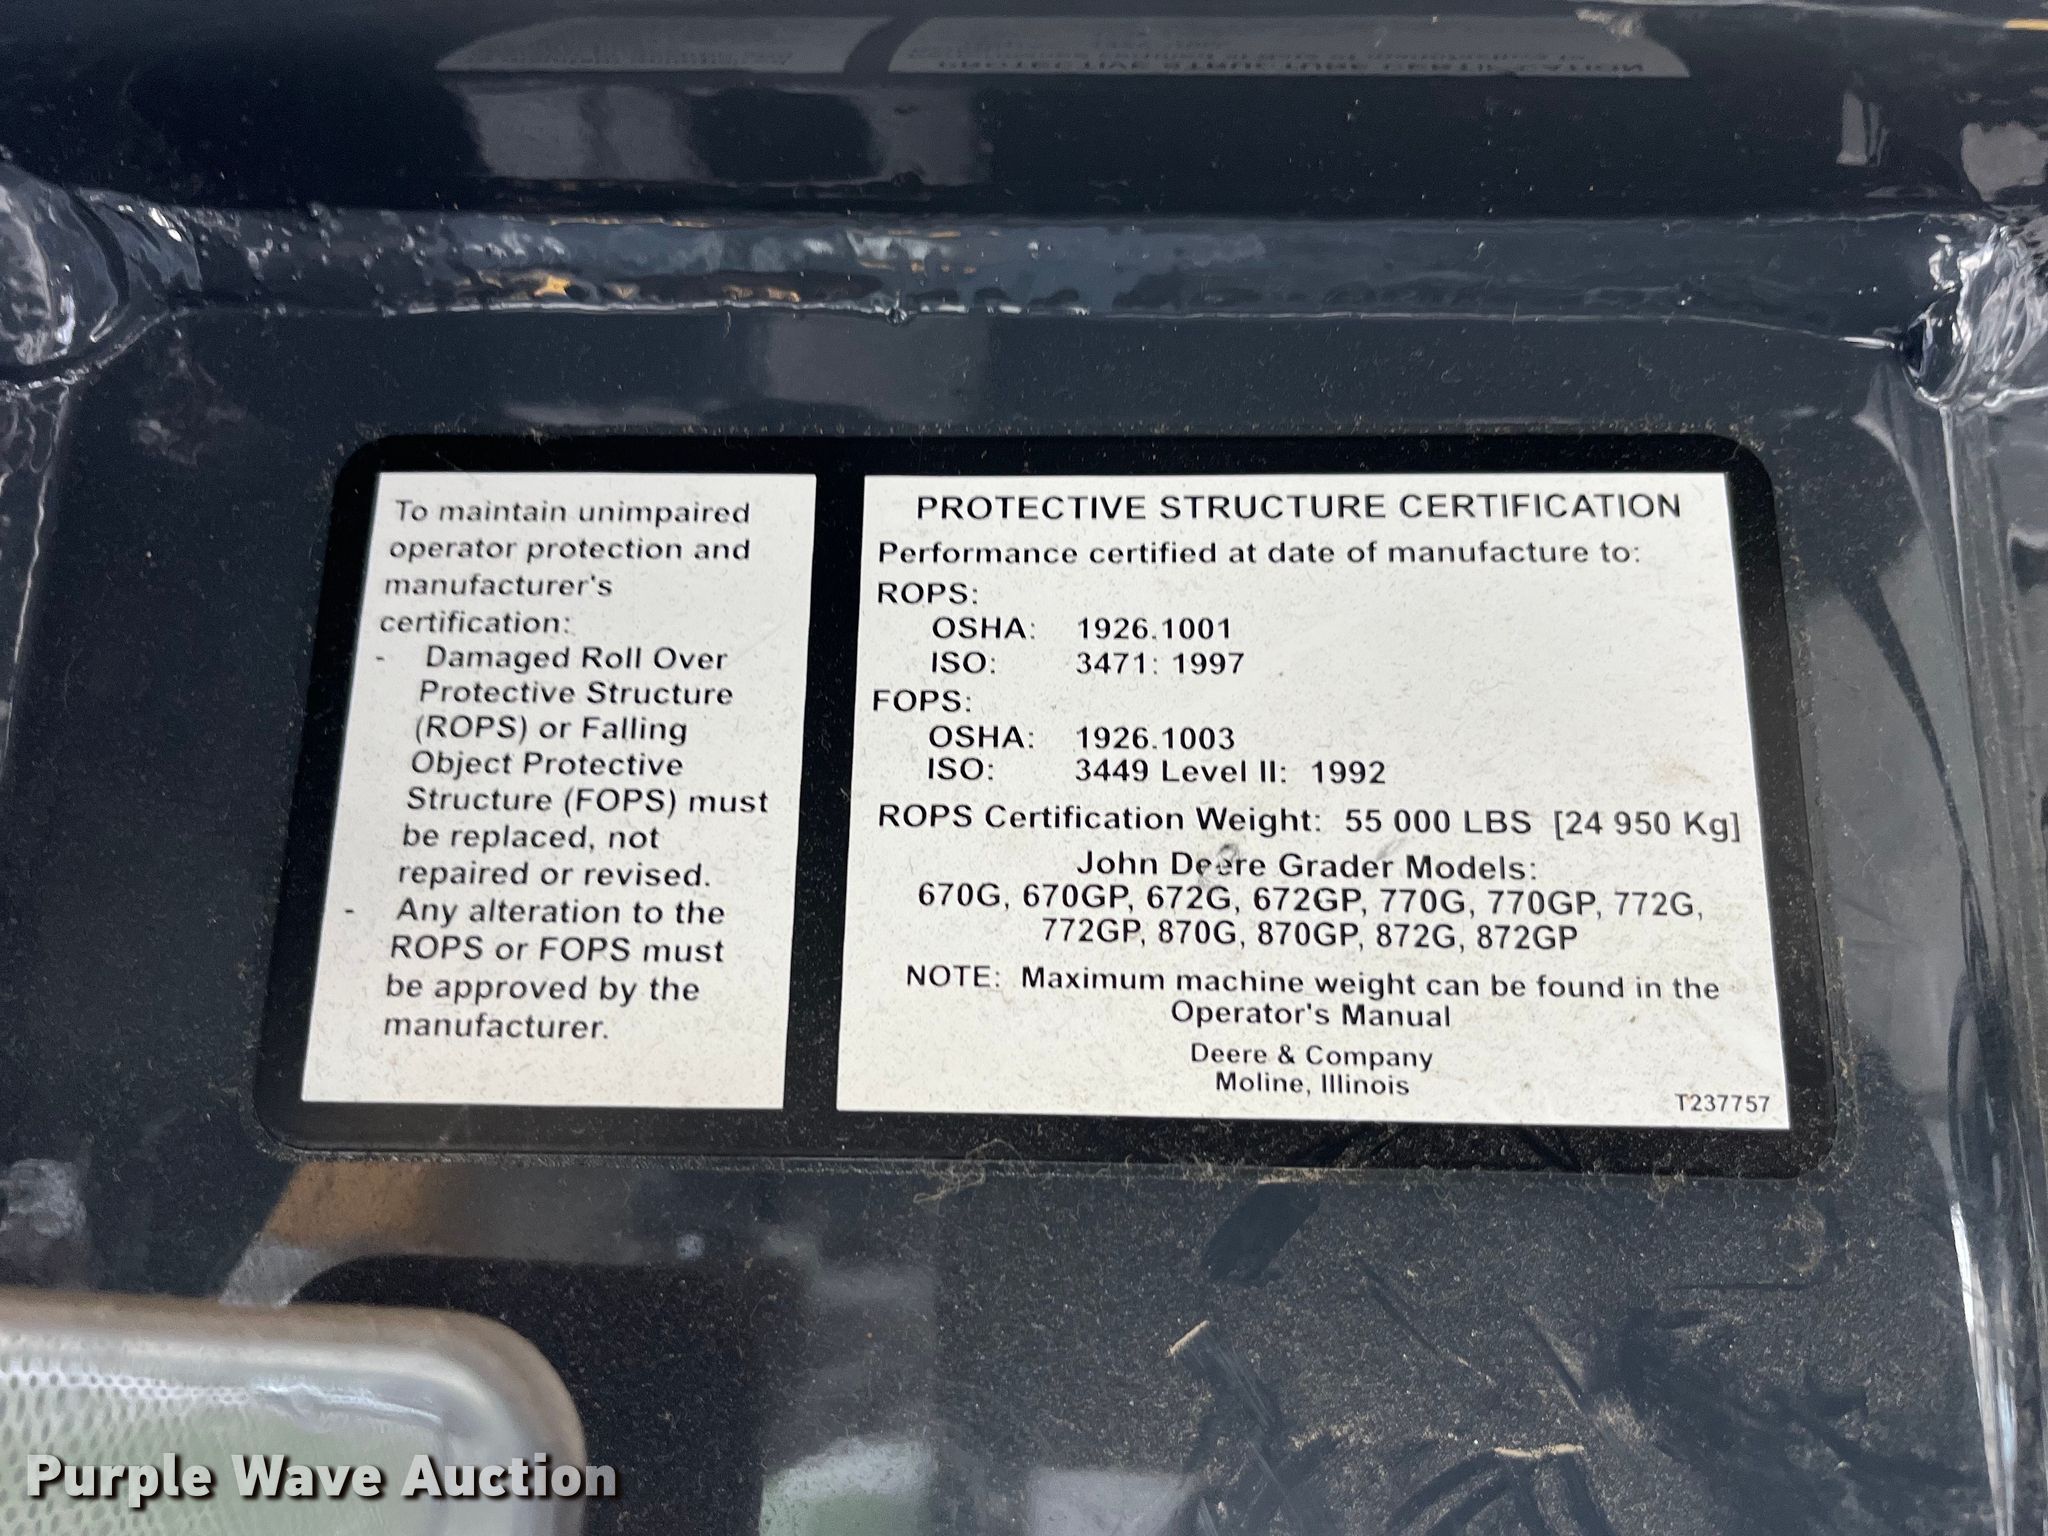 To maintain unimpaired
operator protection and
manufacturer's
certification:
- Damaged Roll Over
Protective Structure
(ROPS) or Falling
Object Protective
Structure (FOPS) must
be replaced, not
repaired or revised.
- Any alteration to the
ROPS or FOPS must
be approved by the
manufacturer.
PROTECTIVE STRUCTURE CERTIFICATION
Performance certified at date of manufacture to:
ROPS:
OSHA: 1926.1001
ISO: 3471: 1997
FOPS:
OSHA: 1926.1003
ISO: 3449 Level II: 1992
ROPS Certification Weight: 55 000 LBS [24 950 Kg]
John Deere Grader Models:
670G, 670GP, 672G, 672GP, 770G, 770GP, 772G,
772GP, 870G, 870GP, 872G, 872GP
NOTE: Maximum machine weight can be found in the
Operator's Manual
Deere & Company
Moline, Illinois
T237757
Purple Wave Auction